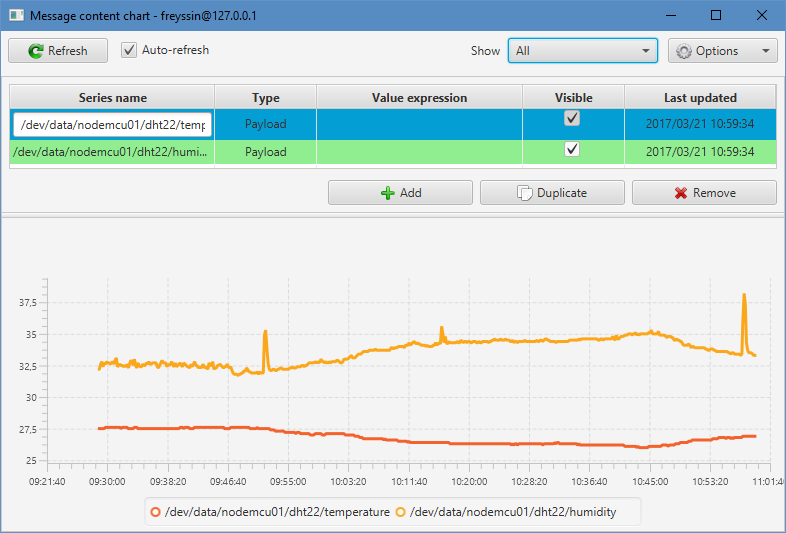 Message content chart - freyssin@127.0.0.1
Refresh
Auto-refresh
Show
All
Options
Series name Type Value expression Visible Last updated
/dev/data/nodemcu01/dht22/temp Payload 2017/03/21 10:59:34
/dev/data/nodemcu01/dht22/humi... Payload 2017/03/21 10:59:34
Add
Duplicate
Remove
37,5
35
32,5
30
27,5
25
09:21:40 09:30:00 09:38:20 09:46:40 09:55:00 10:03:20 10:11:40 10:20:00 10:28:20 10:36:40 10:45:00 10:53:20 11:01:40
/dev/data/nodemcu01/dht22/temperature /dev/data/nodemcu01/dht22/humidity